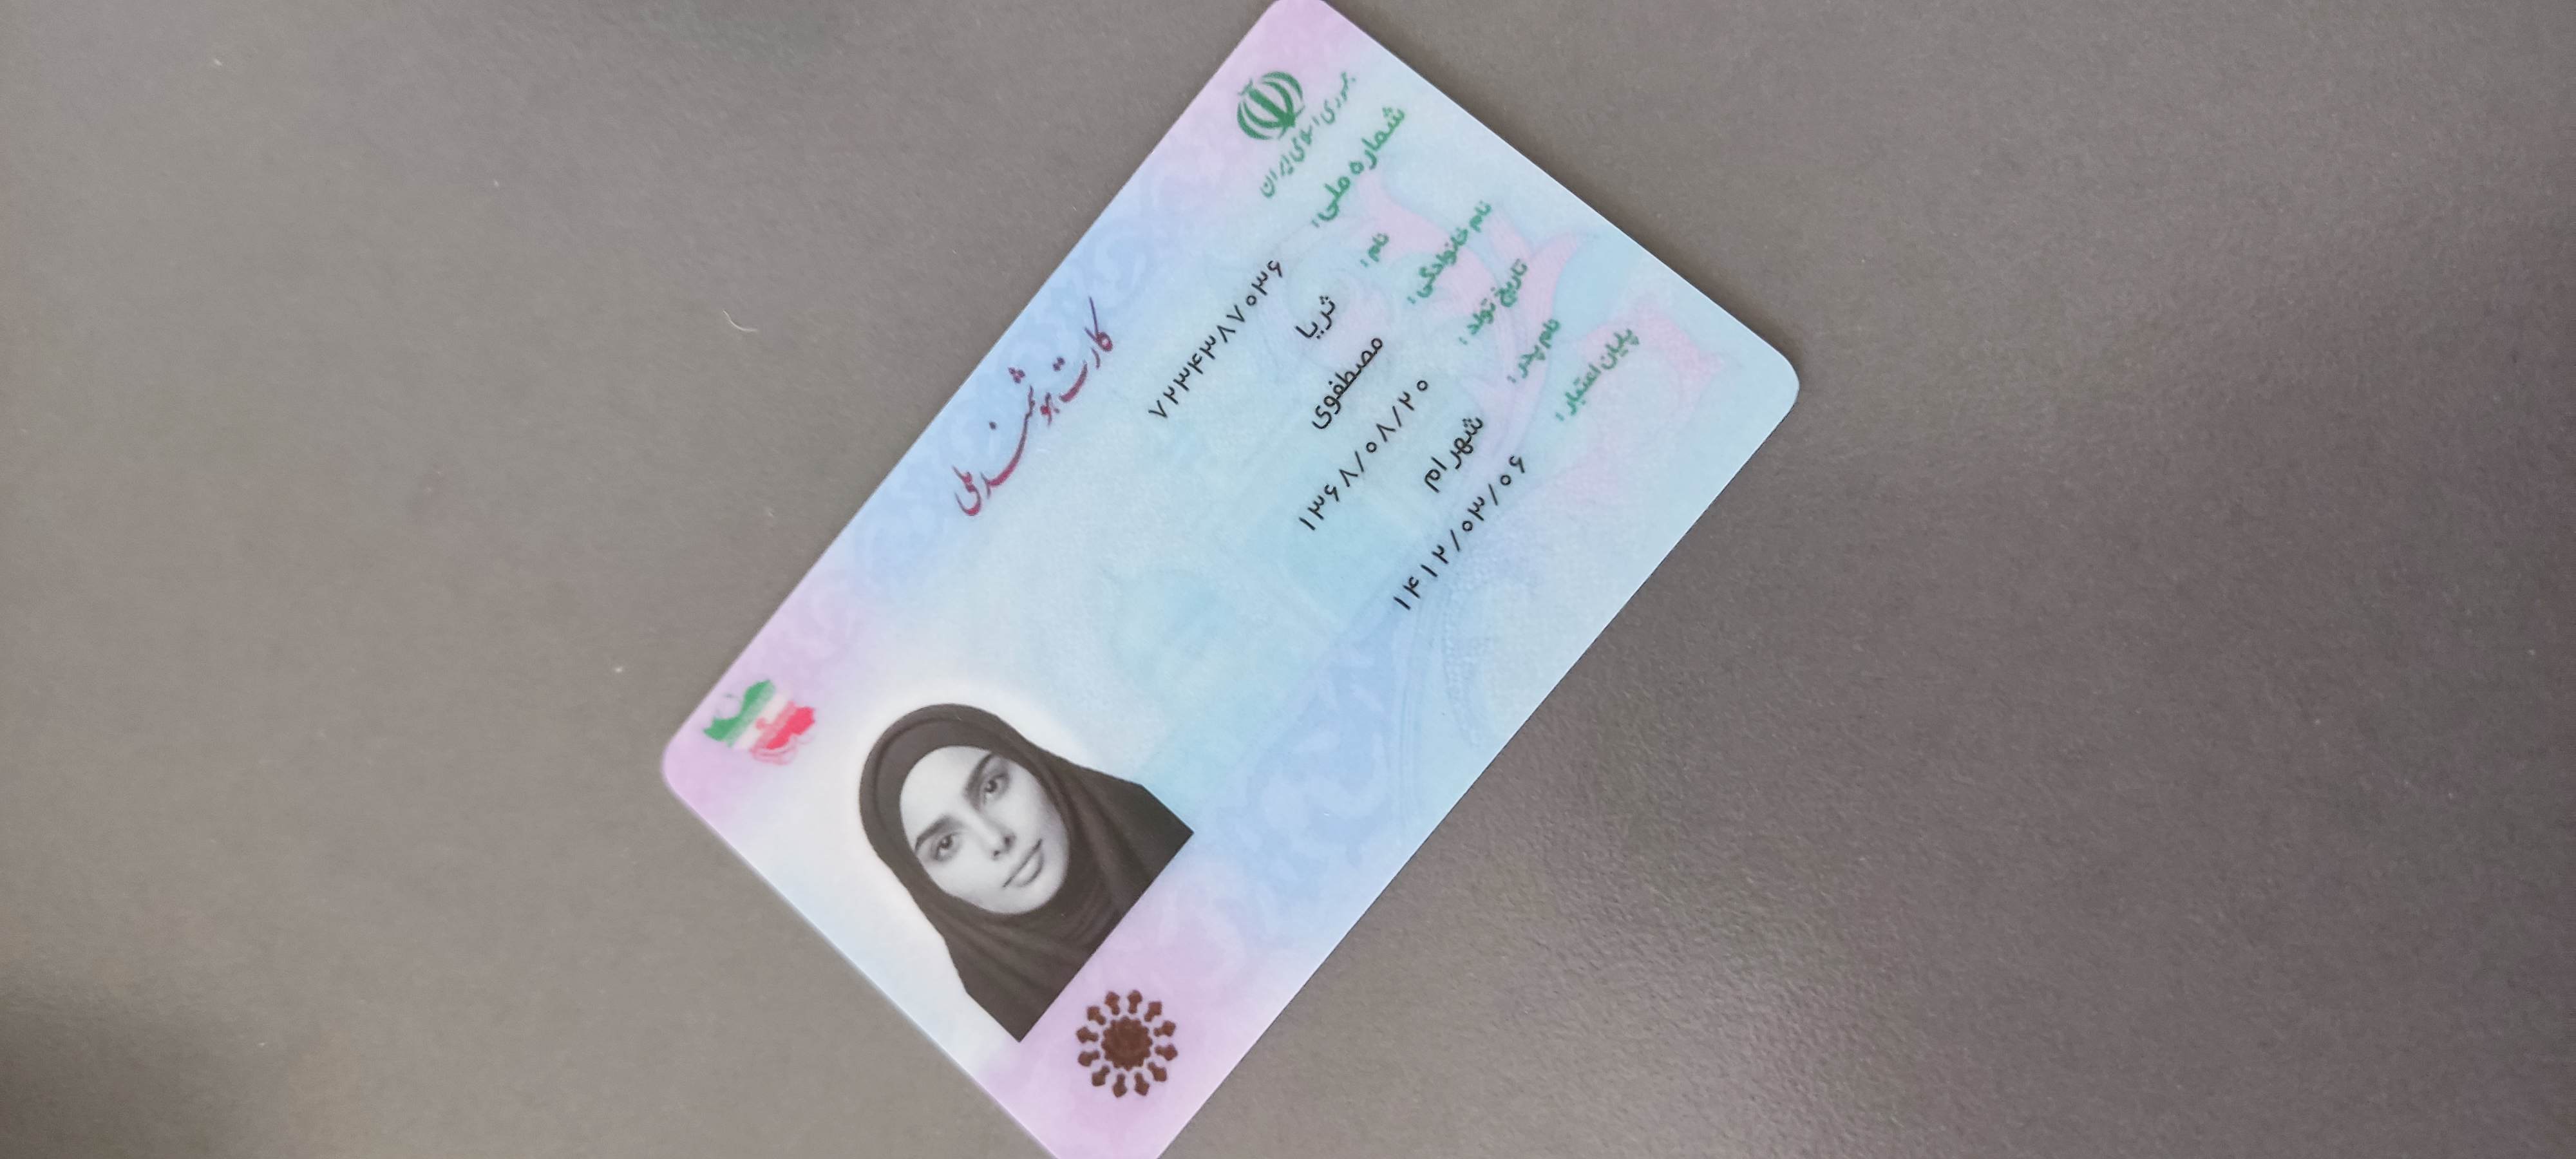 جمهوری اسلامی ایران
کارت هوشمند ملی
شماره ملی: ۷۲۳۴۳۸۷۰۳۶
نام: ثریا
نام خانوادگی: مصطفوی
تاریخ تولد: ۱۳۶۸/۰۸/۲۰
نام پدر: شهرام
پایان اعتبار: ۱۴۱۲/۰۳/۰۶